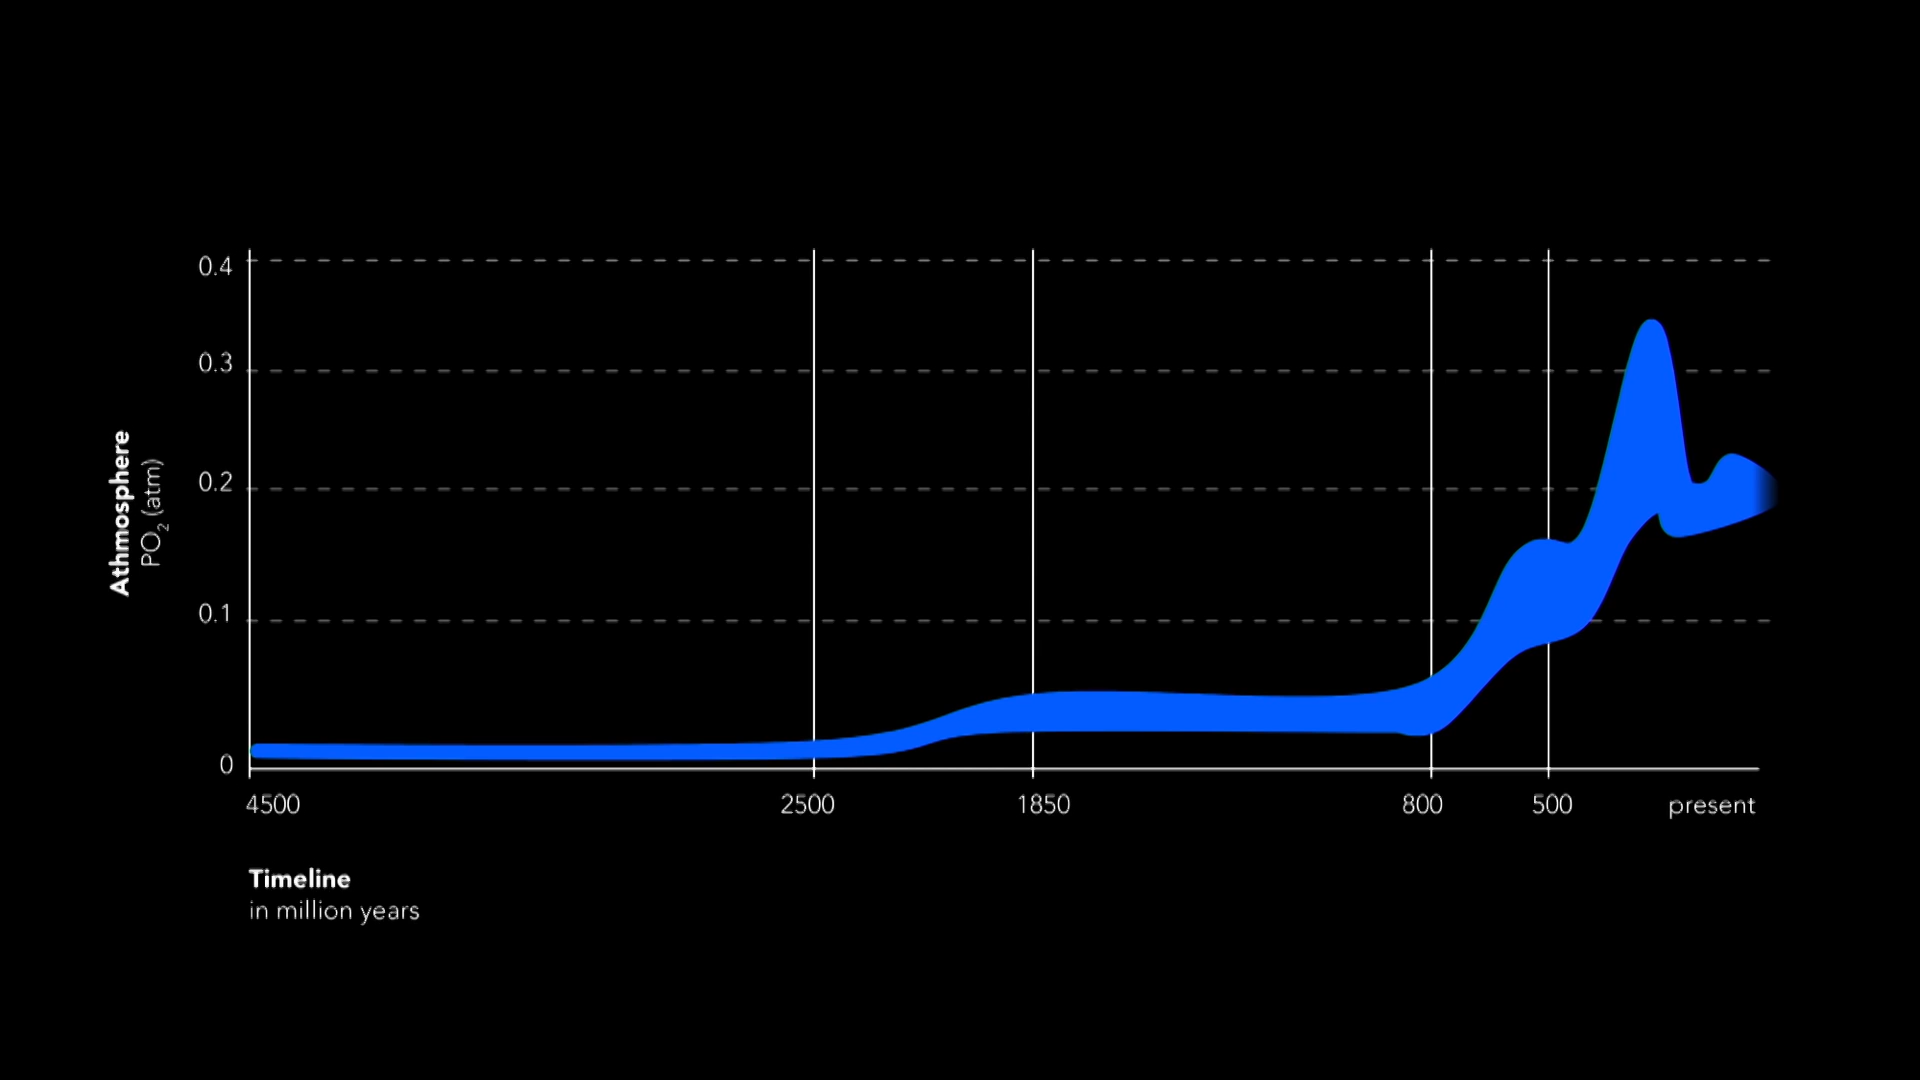 0.4
0.3
0.2
0.1
0
Athmosphere
PO₂ (atm)
4500 2500 1850 800 500 present
Timeline
in million years